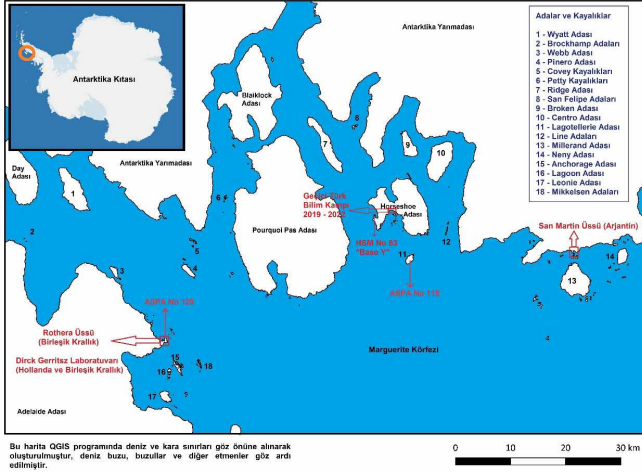 Antarktika Kıtası
Antarktika Yarımadası
Adalar ve Kayalıklar
1 - Wyatt Adası
2 - Brockhamp Adaları
3 - Webb Adası
4 - Pinero Adası
5 - Covey Kayalıkları
6 - Petty Kayalıkları
7 - Ridge Adası
8 - San Felipe Adaları
9 - Broken Adası
10 - Centro Adası
11 - Lagotellerie Adası
12 - Line Adaları
13 - Millerand Adası
14 - Neny Adası
15 - Anchorage Adası
16 - Lagoon Adası
17 - Leonie Adası
18 - Mikkelsen Adaları
Blaiklock
Adası
8
7
9
10
Antarktika Yarımadası
Antarktika Yarımadası
Day
Adası
1
6
Geçici Türk
Bilim Kampı
2019 - 2022
Horseshoe
Adası
Pourquoi Pas Adası
2
12
San Martin Üssü (Arjantin)
HSM No 63
"Base-Y"
5
11
14
3
4
13
ASPA No 115
ASPA No 129
Rothera Üssü
(Birleşik Krallık)
Marguerite Körfezi
Dirck Gerritsz Laboratuvarı
(Hollanda ve Birleşik Krallık)
15
18
16
17
Adelaide Adası
Bu harita QGIS programında deniz ve kara sınırları göz önüne alınarak
oluşturulmuştur, deniz buzu, buzullar ve diğer etmenler göz ardı
edilmiştir.
0 10 20 30 km